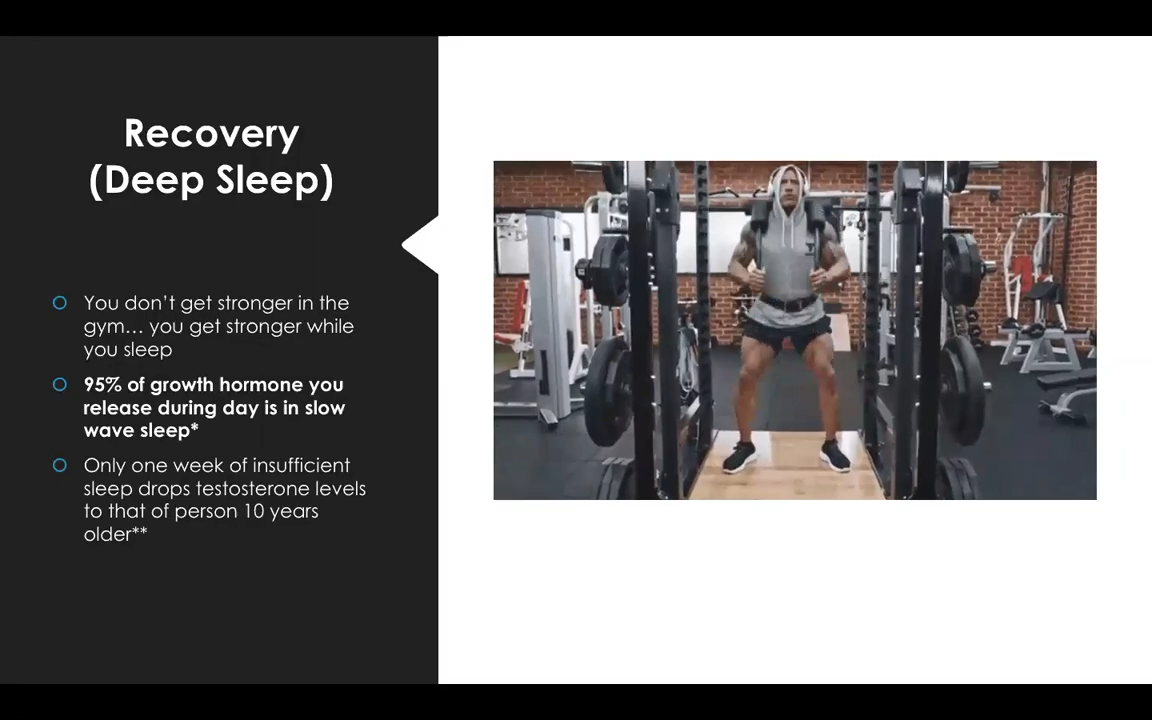 Recovery
(Deep Sleep)
You don't get stronger in the
gym... you get stronger while
you sleep
95% of growth hormone you
release during day is in slow
wave sleep*
Only one week of insufficient
sleep drops testosterone levels
to that of person 10 years
older**